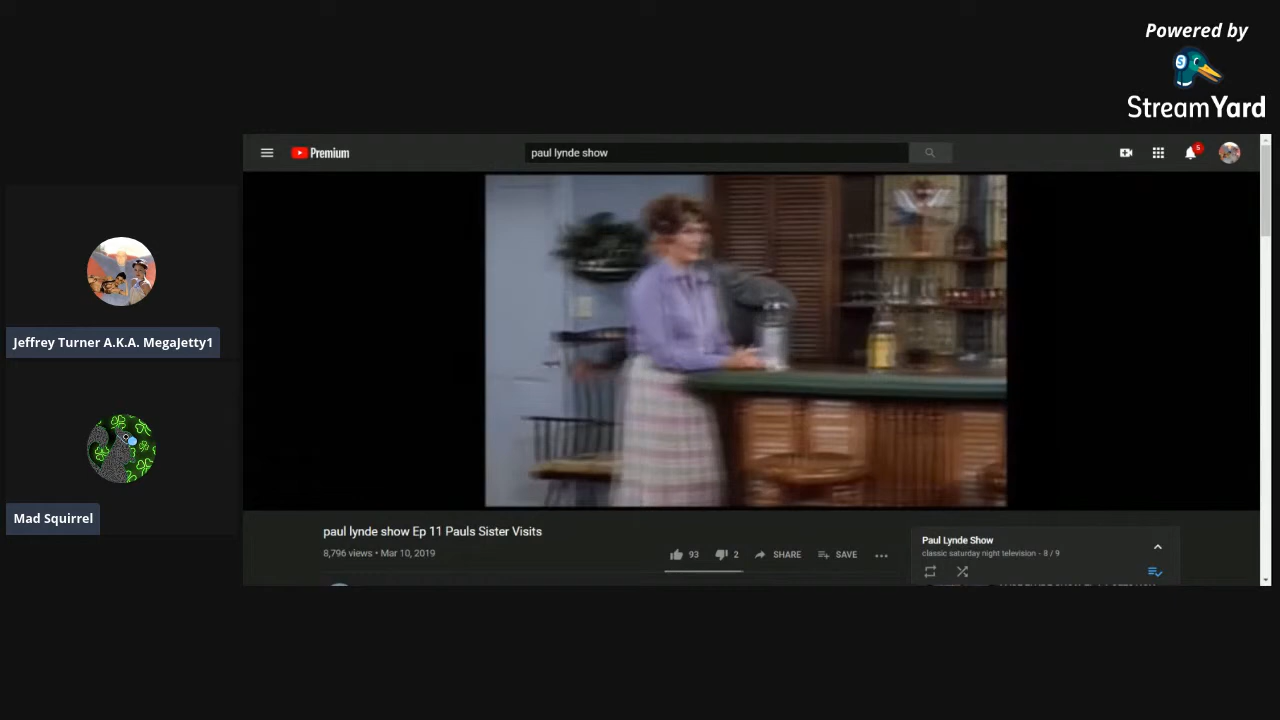 Powered by
StreamYard
Premium
paul lynde show
5
Jeffrey Turner A.K.A. MegaJetty1
Mad Squirrel
paul lynde show Ep 11 Pauls Sister Visits
8,796 views • Mar 10, 2019
93
2
SHARE
SAVE
Paul Lynde Show
classic saturday night television - 8 / 9